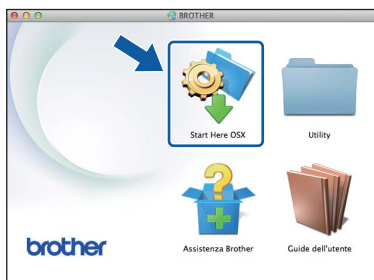 BROTHER
Start Here OSX
Utility
Assistenza Brother
Guide dell'utente
brother